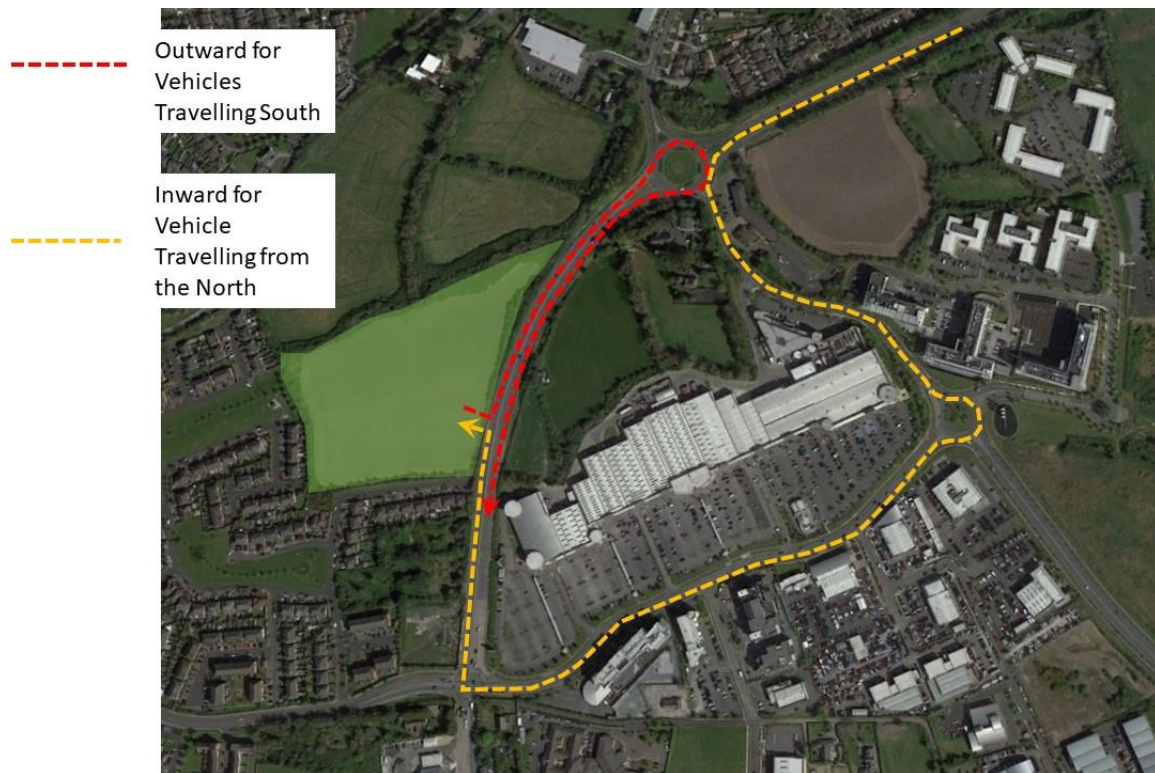 Outward for
Vehicles
Travelling South
Inward for
Vehicle
Travelling from
the North